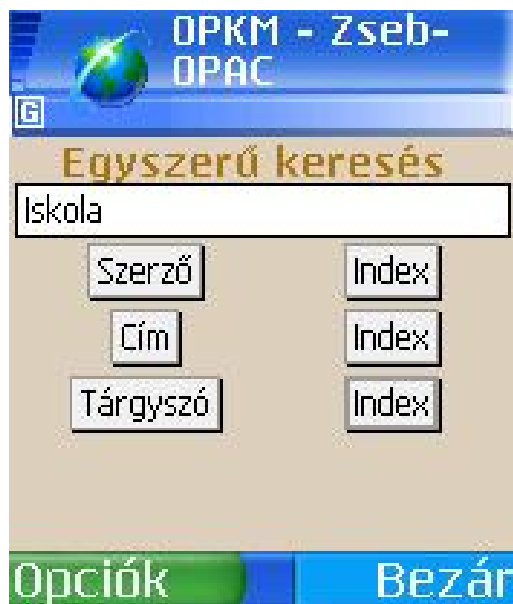 OPKM - Zseb-
OPAC
G
Egyszerű keresés
Iskola
Szerző Index
Cím Index
Tárgyszó Index
Opciók Bezár